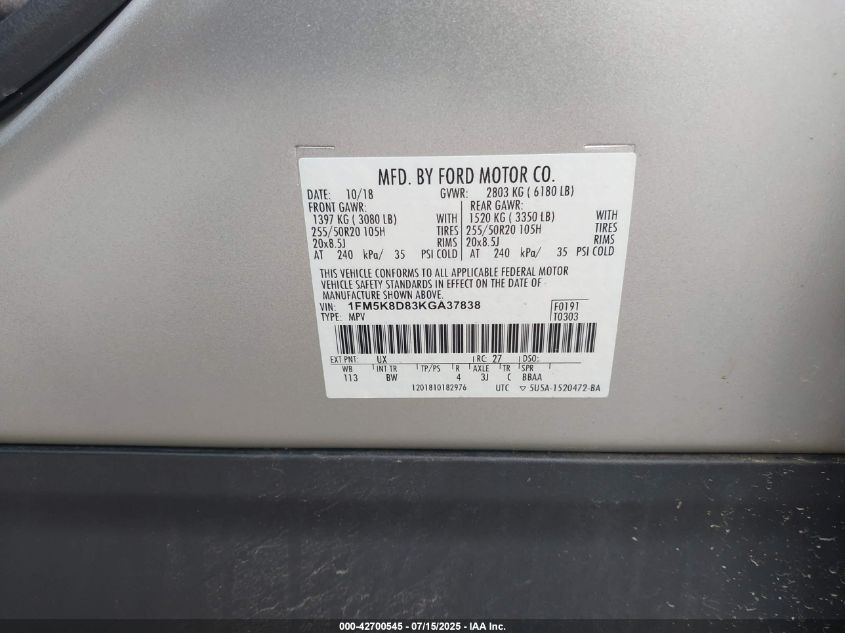 MFD. BY FORD MOTOR CO.
DATE: 10/18 GVWR: 2803 KG ( 6180 LB)
FRONT GAWR: REAR GAWR:
1397 KG ( 3080 LB) WITH 1520 KG ( 3350 LB) WITH
255/50R20 105H TIRES 255/50R20 105H TIRES
20x8.5J RIMS 20x8.5J RIMS
AT 240 kPa/ 35 PSI COLD AT 240 kPa/ 35 PSI COLD
THIS VEHICLE CONFORMS TO ALL APPLICABLE FEDERAL MOTOR
VEHICLE SAFETY STANDARDS IN EFFECT ON THE DATE OF
MANUFACTURE SHOWN ABOVE.
VIN: 1FM5K8D83KGA37838 F0191
TYPE: MPV T0303
EXT PNT: UX RC: 27 DSO:
WB INT TR TP/PS R AXLE TR SPR
113 BW 4 3J C BBAA
1201810182976 UTC ▽ 5U5A-1520472-BA
000-42700545 - 07/15/2025 - IAA Inc.